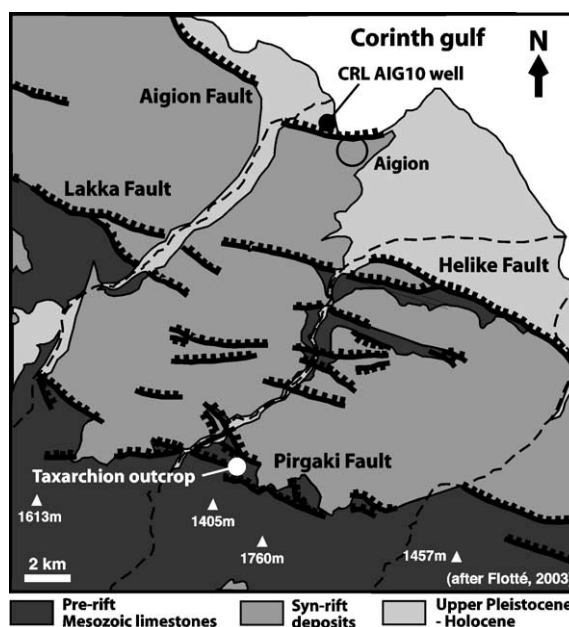 Corinth gulf
N
CRL AIG10 well
Aigion Fault
Aigion
Lakka Fault
Helike Fault
Taxarchion outcrop
Pirgaki Fault
1613m
1405m
1760m
1457m
2 km
(after Flotté, 2003)
Pre-rift
Mesozoic limestones
Syn-rift
deposits
Upper Pleistocene
- Holocene